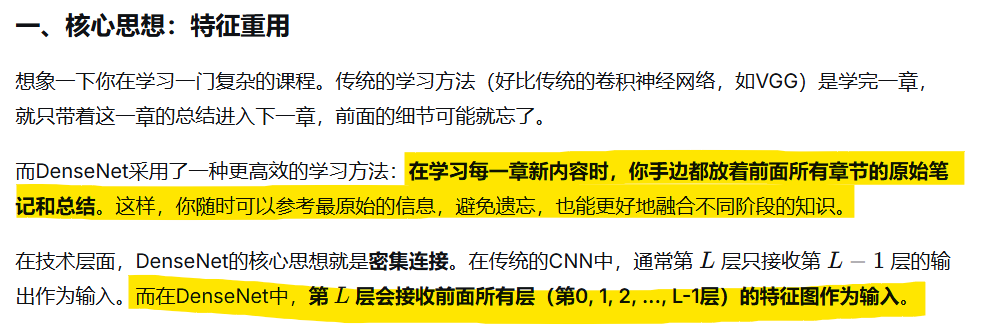 一、核心思想：特征重用
想象一下你在学习一门复杂的课程。传统的学习方法（好比传统的卷积神经网络，如VGG）是学完一章，
就只带着这一章的总结进入下一章，前面的细节可能就忘了。
而DenseNet采用了一种更高效的学习方法：在学习每一章新内容时，你手边都放着前面所有章节的原始笔
记和总结。这样，你随时可以参考最原始的信息，避免遗忘，也能更好地融合不同阶段的知识。
在技术层面，DenseNet的核心思想就是密集连接。在传统的CNN中，通常第 L 层只接收第 L − 1 层的输
出作为输入。而在DenseNet中，第 L 层会接收前面所有层（第0, 1, 2, ..., L-1层）的特征图作为输入。